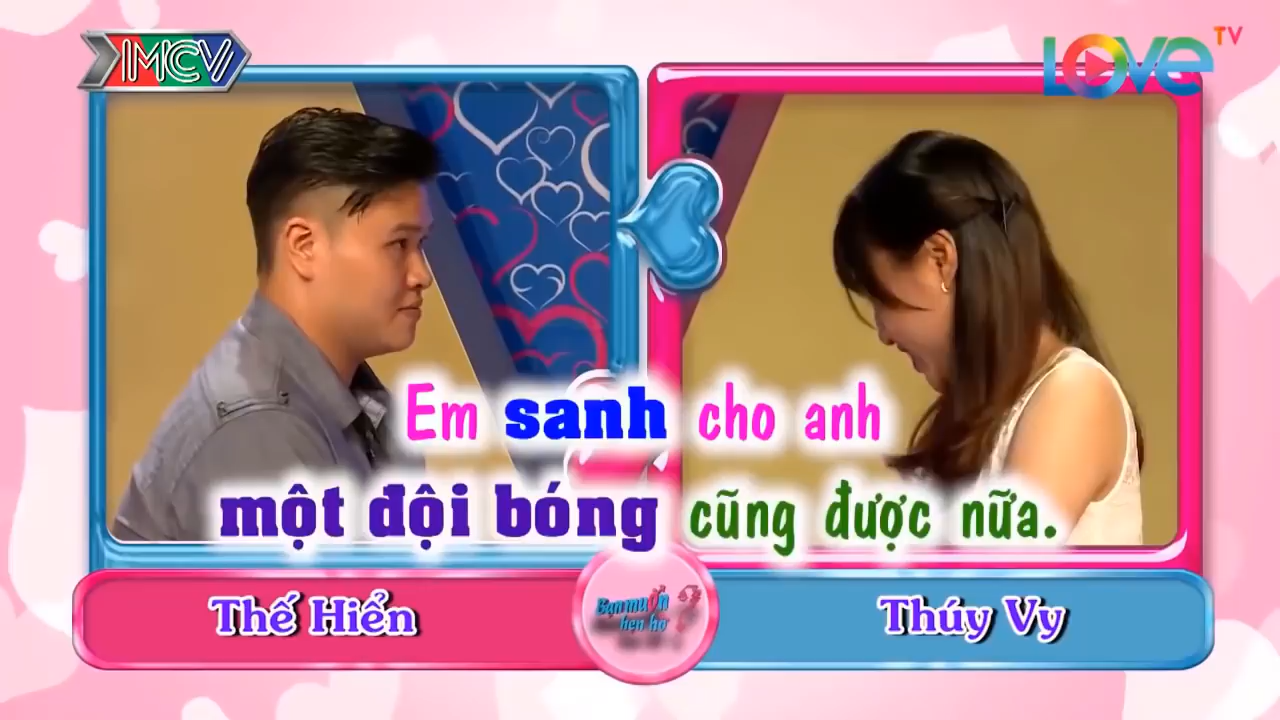 MCV
LOVE TV
Em sanh cho anh
một đội bóng cũng được nữa.
Thế Hiển
Bạn muốn
hẹn hò
?
Thúy Vy